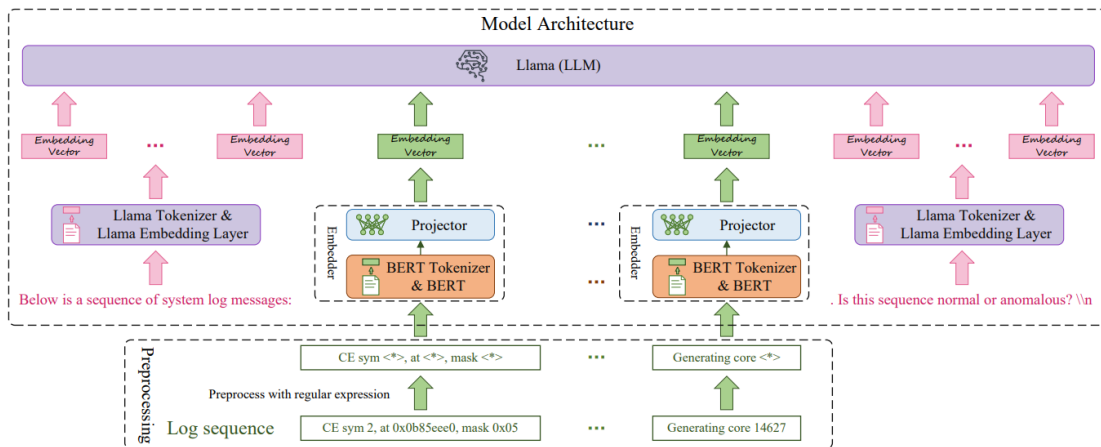 Model Architecture
Llama (LLM)
Embedding Vector
...
Embedding Vector
Embedding Vector
...
Embedding Vector
Embedding Vector
...
Embedding Vector
Llama Tokenizer &
Llama Embedding Layer
Embedder
Projector
BERT Tokenizer
& BERT
...
...
Embedder
Projector
BERT Tokenizer
& BERT
Llama Tokenizer &
Llama Embedding Layer
Below is a sequence of system log messages:
. Is this sequence normal or anomalous? \\n
Preprocessing
CE sym <*>, at <*>, mask <*>
...
Generating core <*>
Preprocess with regular expression
Log sequence
CE sym 2, at 0x0b85eee0, mask 0x05
...
Generating core 14627